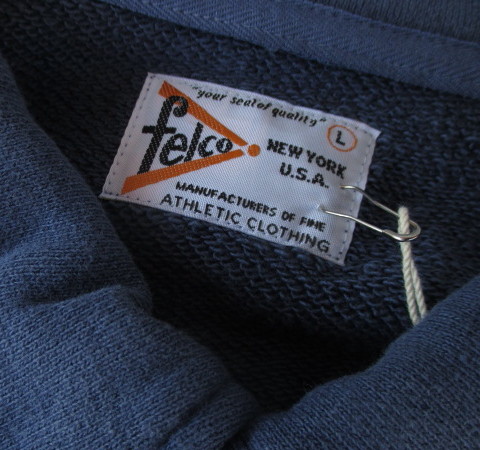 "your seal of quality"
L
felco
NEW YORK
U.S.A.
MANUFACTURERS OF FINE
ATHLETIC CLOTHING